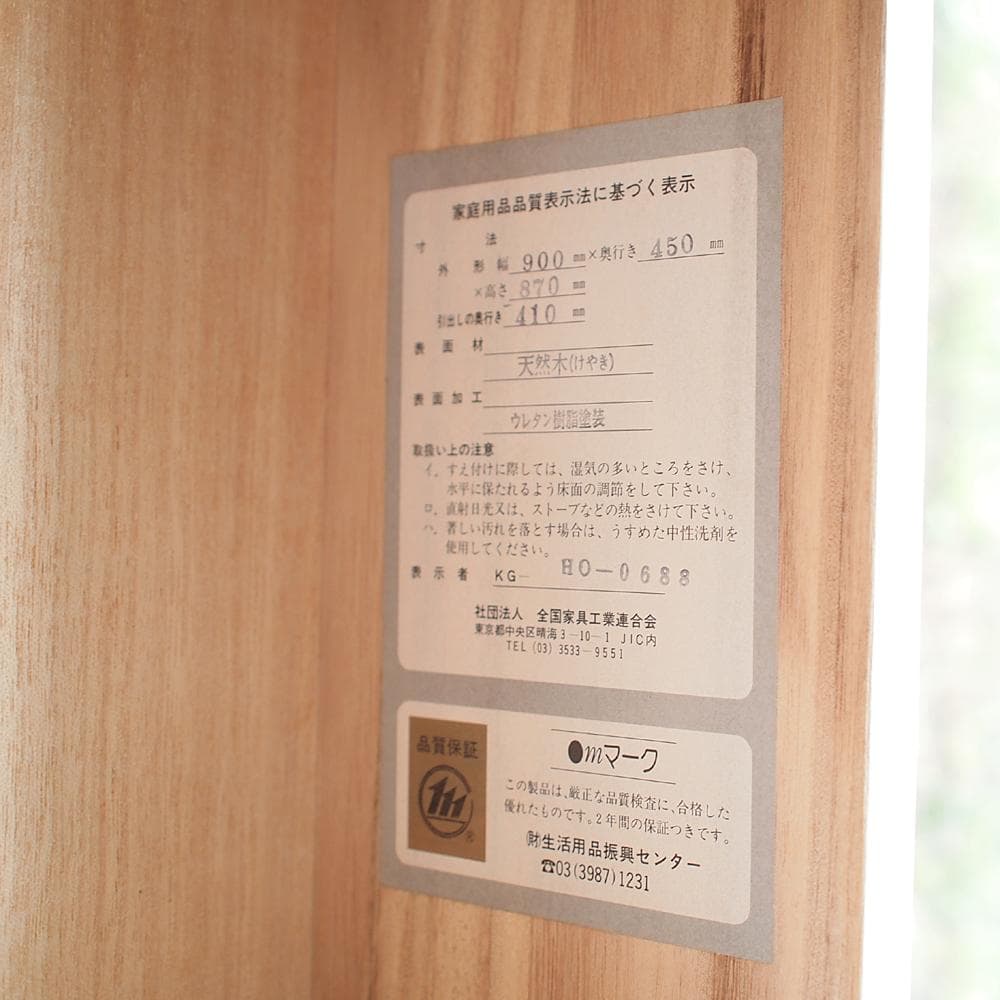 家庭用品品質表示法に基づく表示
寸法
外形幅 900 mm×奥行き 450 mm
×高さ 870 mm
引出しの奥行き 410 mm
表面材
天然木(けやき)
表面加工
ウレタン樹脂塗装
取扱い上の注意
イ. すえ付けに際しては、湿気の多いところをさけ、
水平に保たれるよう床面の調節をして下さい。
ロ. 直射日光又は、ストーブなどの熱をさけて下さい。
ハ. 著しい汚れを落とす場合は、うすめた中性洗剤を
使用してください。
表示者 KG- HO-0688
社団法人 全国家具工業連合会
東京都中央区晴海3-10-1 JIC内
TEL (03) 3533-9551
品質保証
m
®
●mマーク
この製品は、厳正な品質検査に、合格した
優れたものです。2年間の保証つきです。
㈶生活用品振興センター
☎03(3987)1231